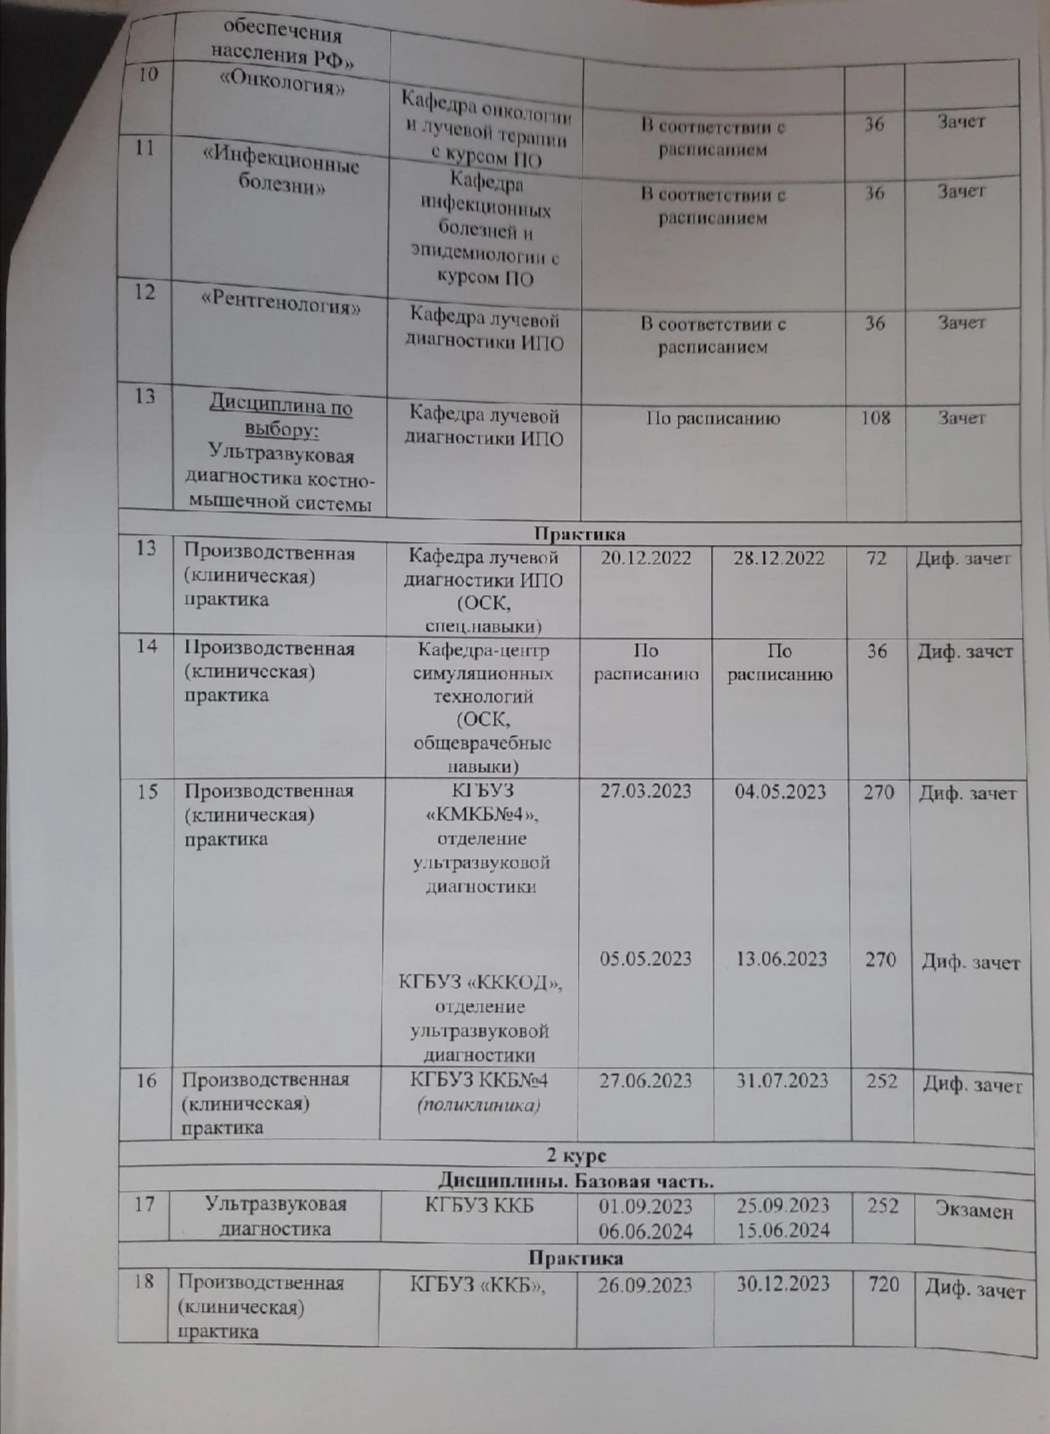 обеспечения
населения РФ»
10
«Онкология»
Кафедра онкологии
и лучевой терапии
с курсом ПО
В соответствии с
расписанием
36
Зачет
11
«Инфекционные
болезни»
Кафедра
инфекционных
болезней и
эпидемиологии с
курсом ПО
В соответствии с
расписанием
36
Зачет
12
«Рентгенология»
Кафедра лучевой
диагностики ИПО
В соответствии с
расписанием
36
Зачет
13
Дисциплина по
выбору:
Ультразвуковая
диагностика костно-
мышечной системы
Кафедра лучевой
диагностики ИПО
По расписанию
108
Зачет
Практика
13
Производственная
(клиническая)
практика
Кафедра лучевой
диагностики ИПО
(ОСК,
спец.навыки)
20.12.2022
28.12.2022
72
Диф. зачет
14
Производственная
(клиническая)
практика
Кафедра-центр
симуляционных
технологий
(ОСК,
общеврачебные
навыки)
По
расписанию
По
расписанию
36
Диф. зачет
15
Производственная
(клиническая)
практика
КГБУЗ
«КМКБ№4»,
отделение
ультразвуковой
диагностики
27.03.2023
04.05.2023
270
Диф. зачет
КГБУЗ «КККОД»,
отделение
ультразвуковой
диагностики
05.05.2023
13.06.2023
270
Диф. зачет
16
Производственная
(клиническая)
практика
КГБУЗ ККБ№4
(поликлиника)
27.06.2023
31.07.2023
252
Диф. зачет
2 курс
Дисциплины. Базовая часть.
17
Ультразвуковая
диагностика
КГБУЗ ККБ
01.09.2023
06.06.2024
25.09.2023
15.06.2024
252
Экзамен
Практика
18
Производственная
(клиническая)
практика
КГБУЗ «ККБ»,
26.09.2023
30.12.2023
720
Диф. зачет